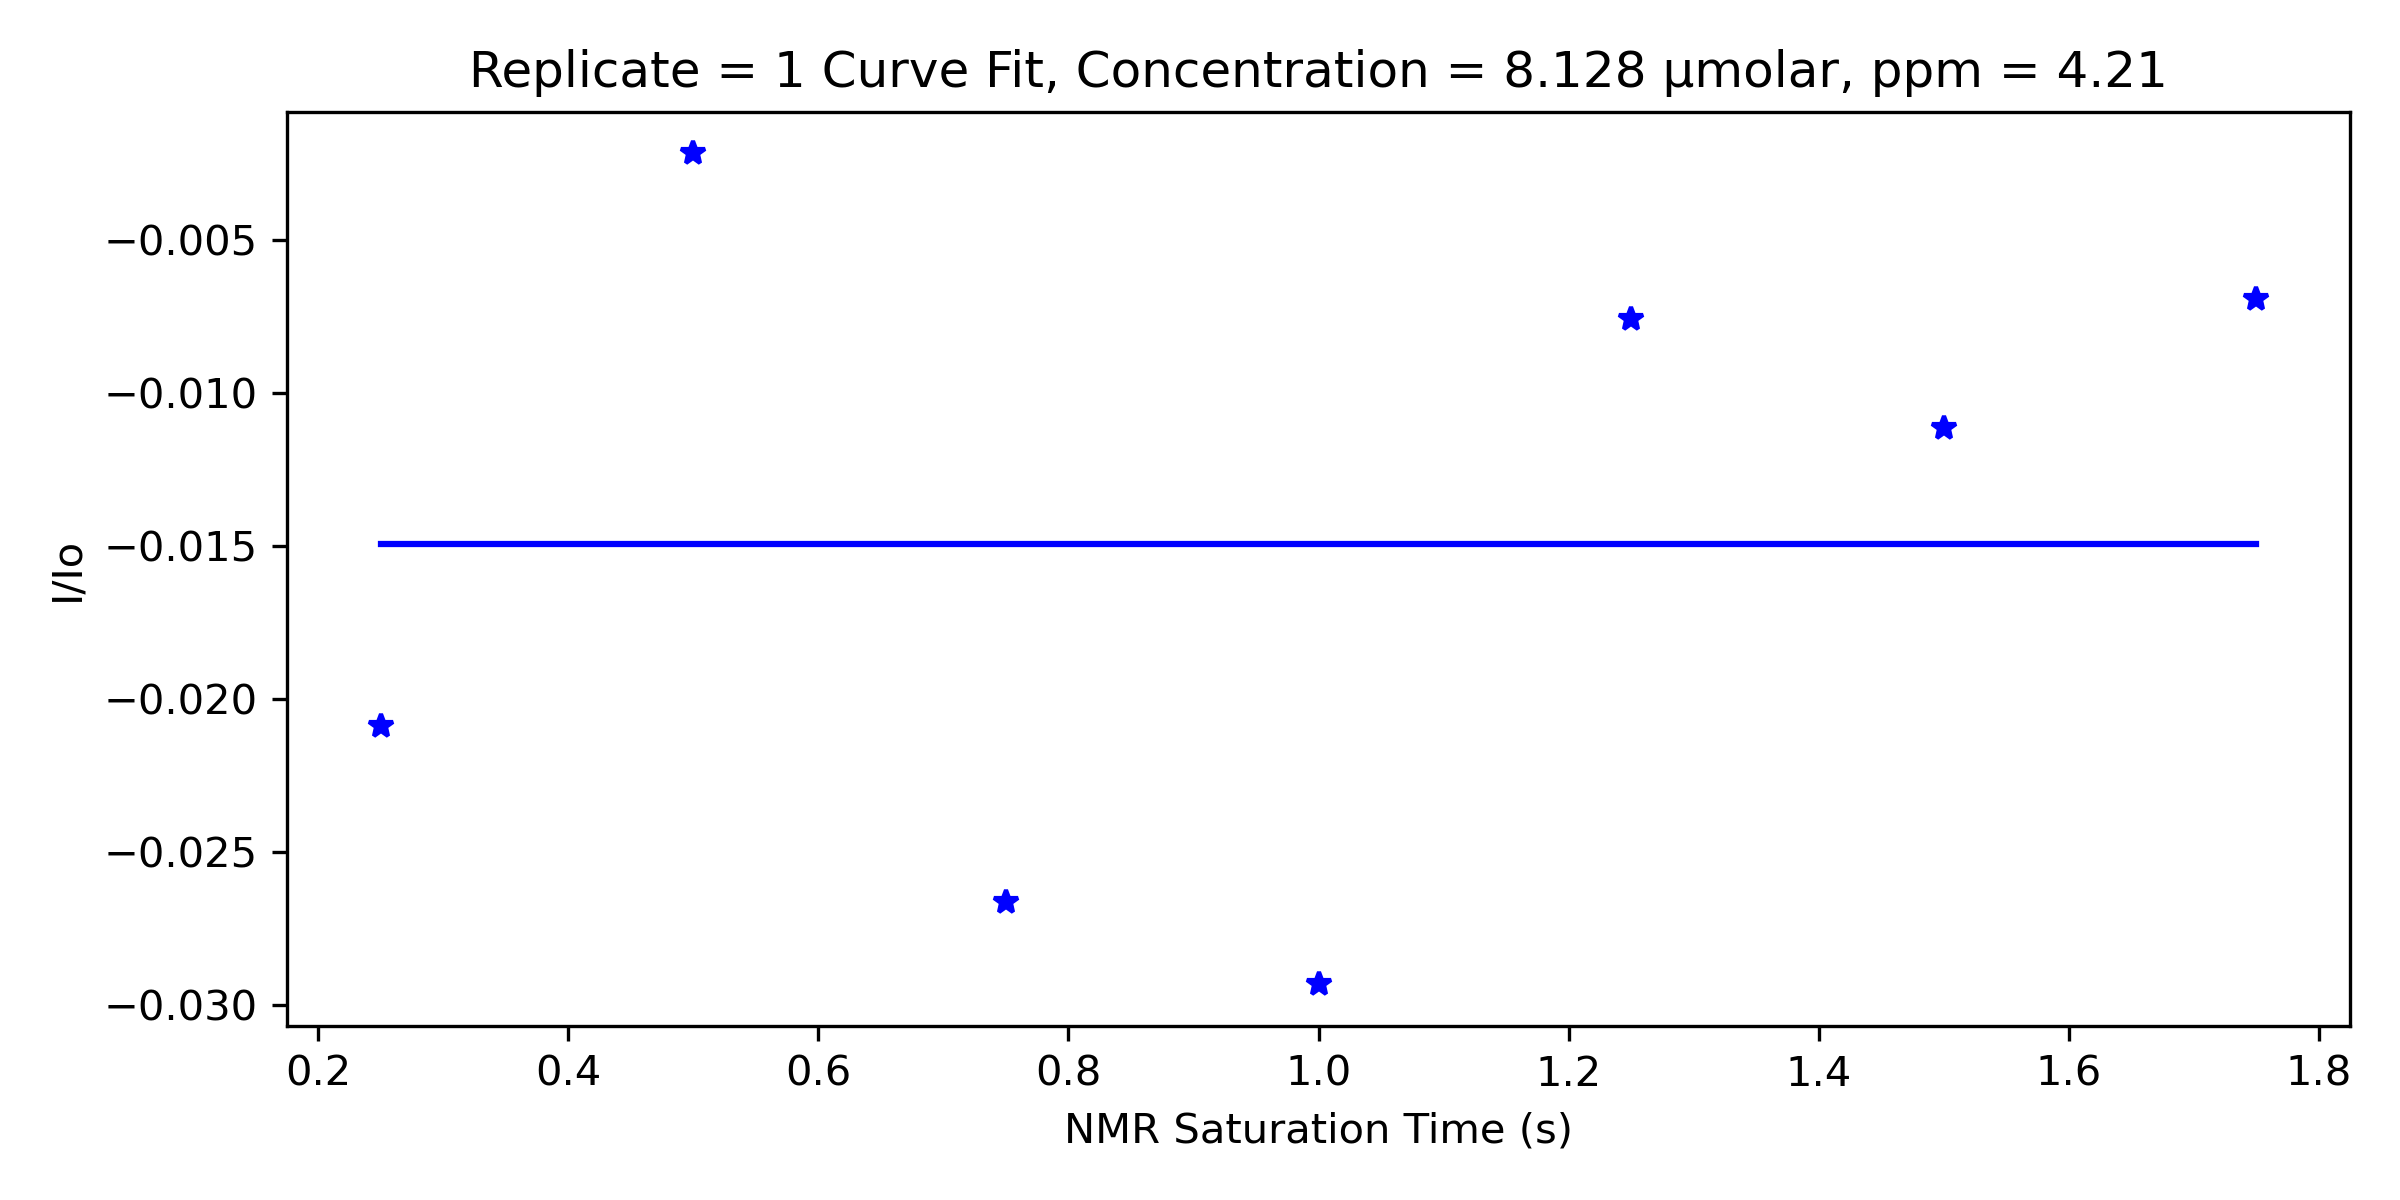 Replicate = 1 Curve Fit, Concentration = 8.128 µmolar, ppm = 4.21
−0.005
−0.010
−0.015
−0.020
−0.025
−0.030
I/Io
0.2 0.4 0.6 0.8 1.0 1.2 1.4 1.6 1.8
NMR Saturation Time (s)